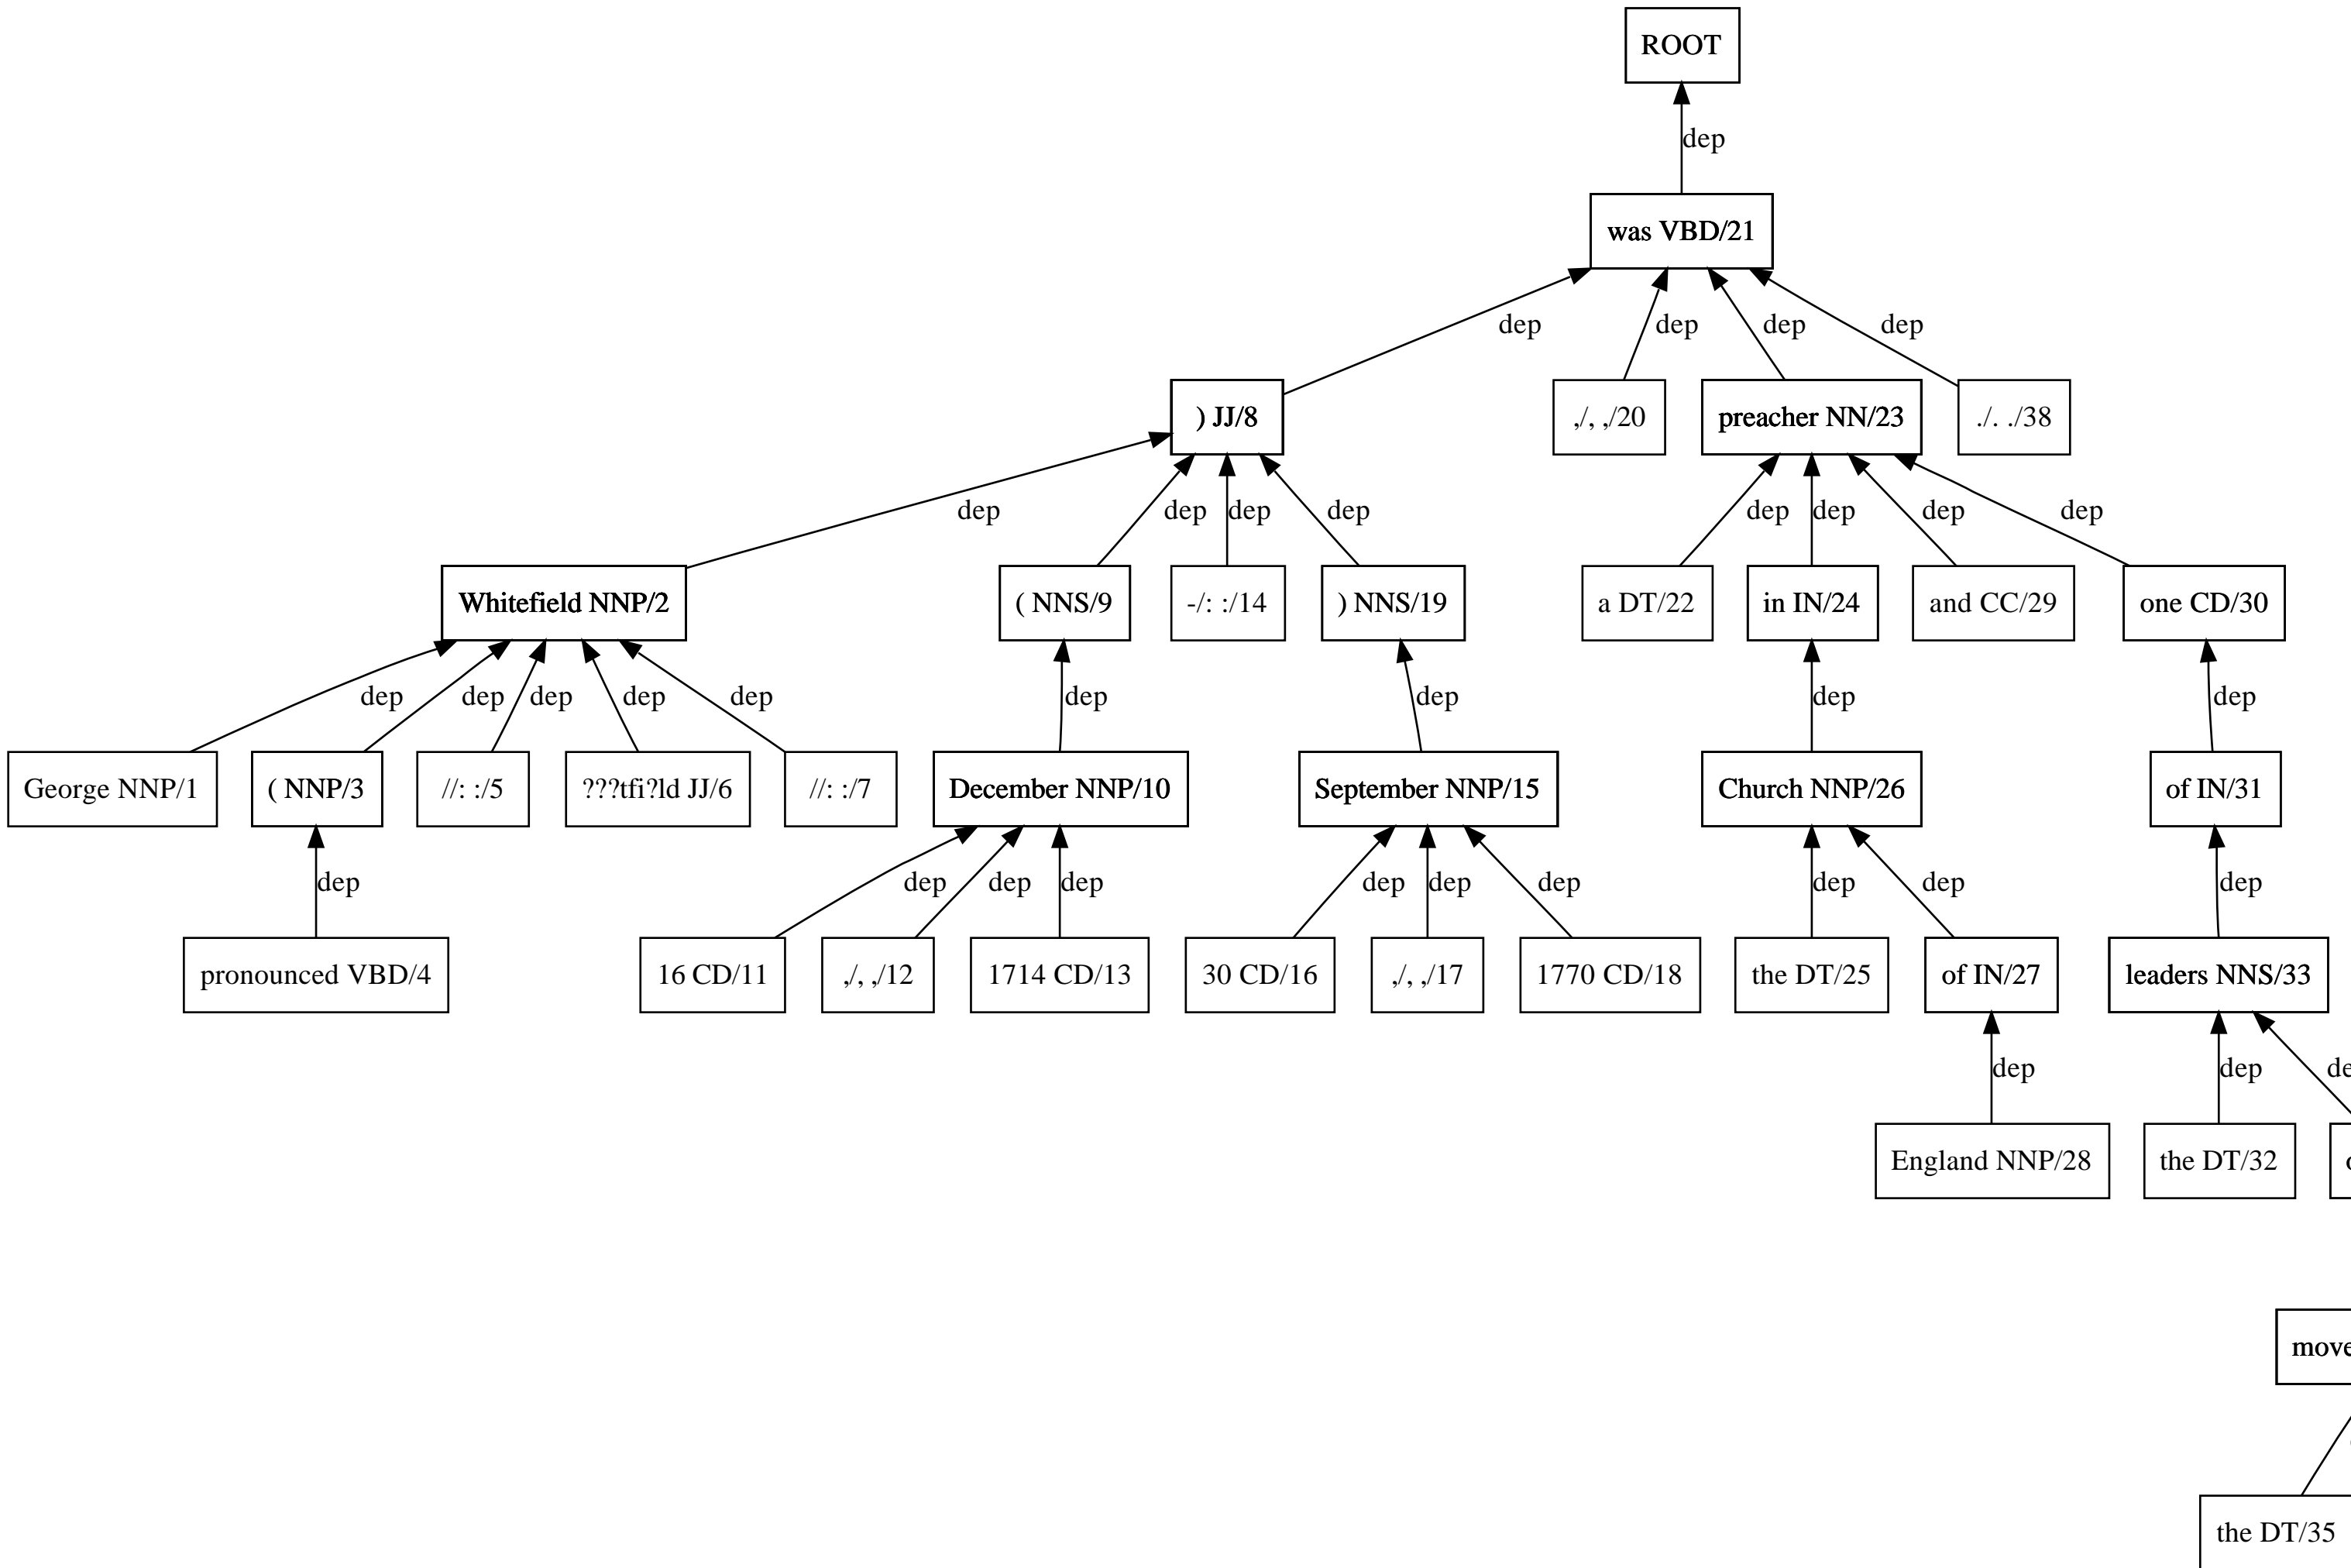 ROOT
dep
was VBD/21
dep dep dep dep
) JJ/8 ,/, ,/20 preacher NN/23 ./. ./38
dep dep dep dep dep dep dep dep
Whitefield NNP/2 ( NNS/9 -/: :/14 ) NNS/19 a DT/22 in IN/24 and CC/29 one CD/30
dep dep dep dep dep dep dep dep dep dep
George NNP/1 ( NNP/3 //: :/5 ???tfi?ld JJ/6 //: :/7 December NNP/10 September NNP/15 Church NNP/26 of IN/31
dep dep dep dep dep dep dep dep dep dep
pronounced VBD/4 16 CD/11 ,/, ,/12 1714 CD/13 30 CD/16 ,/, ,/17 1770 CD/18 the DT/25 of IN/27 leaders NNS/33
dep dep de
England NNP/28 the DT/32
move
the DT/35